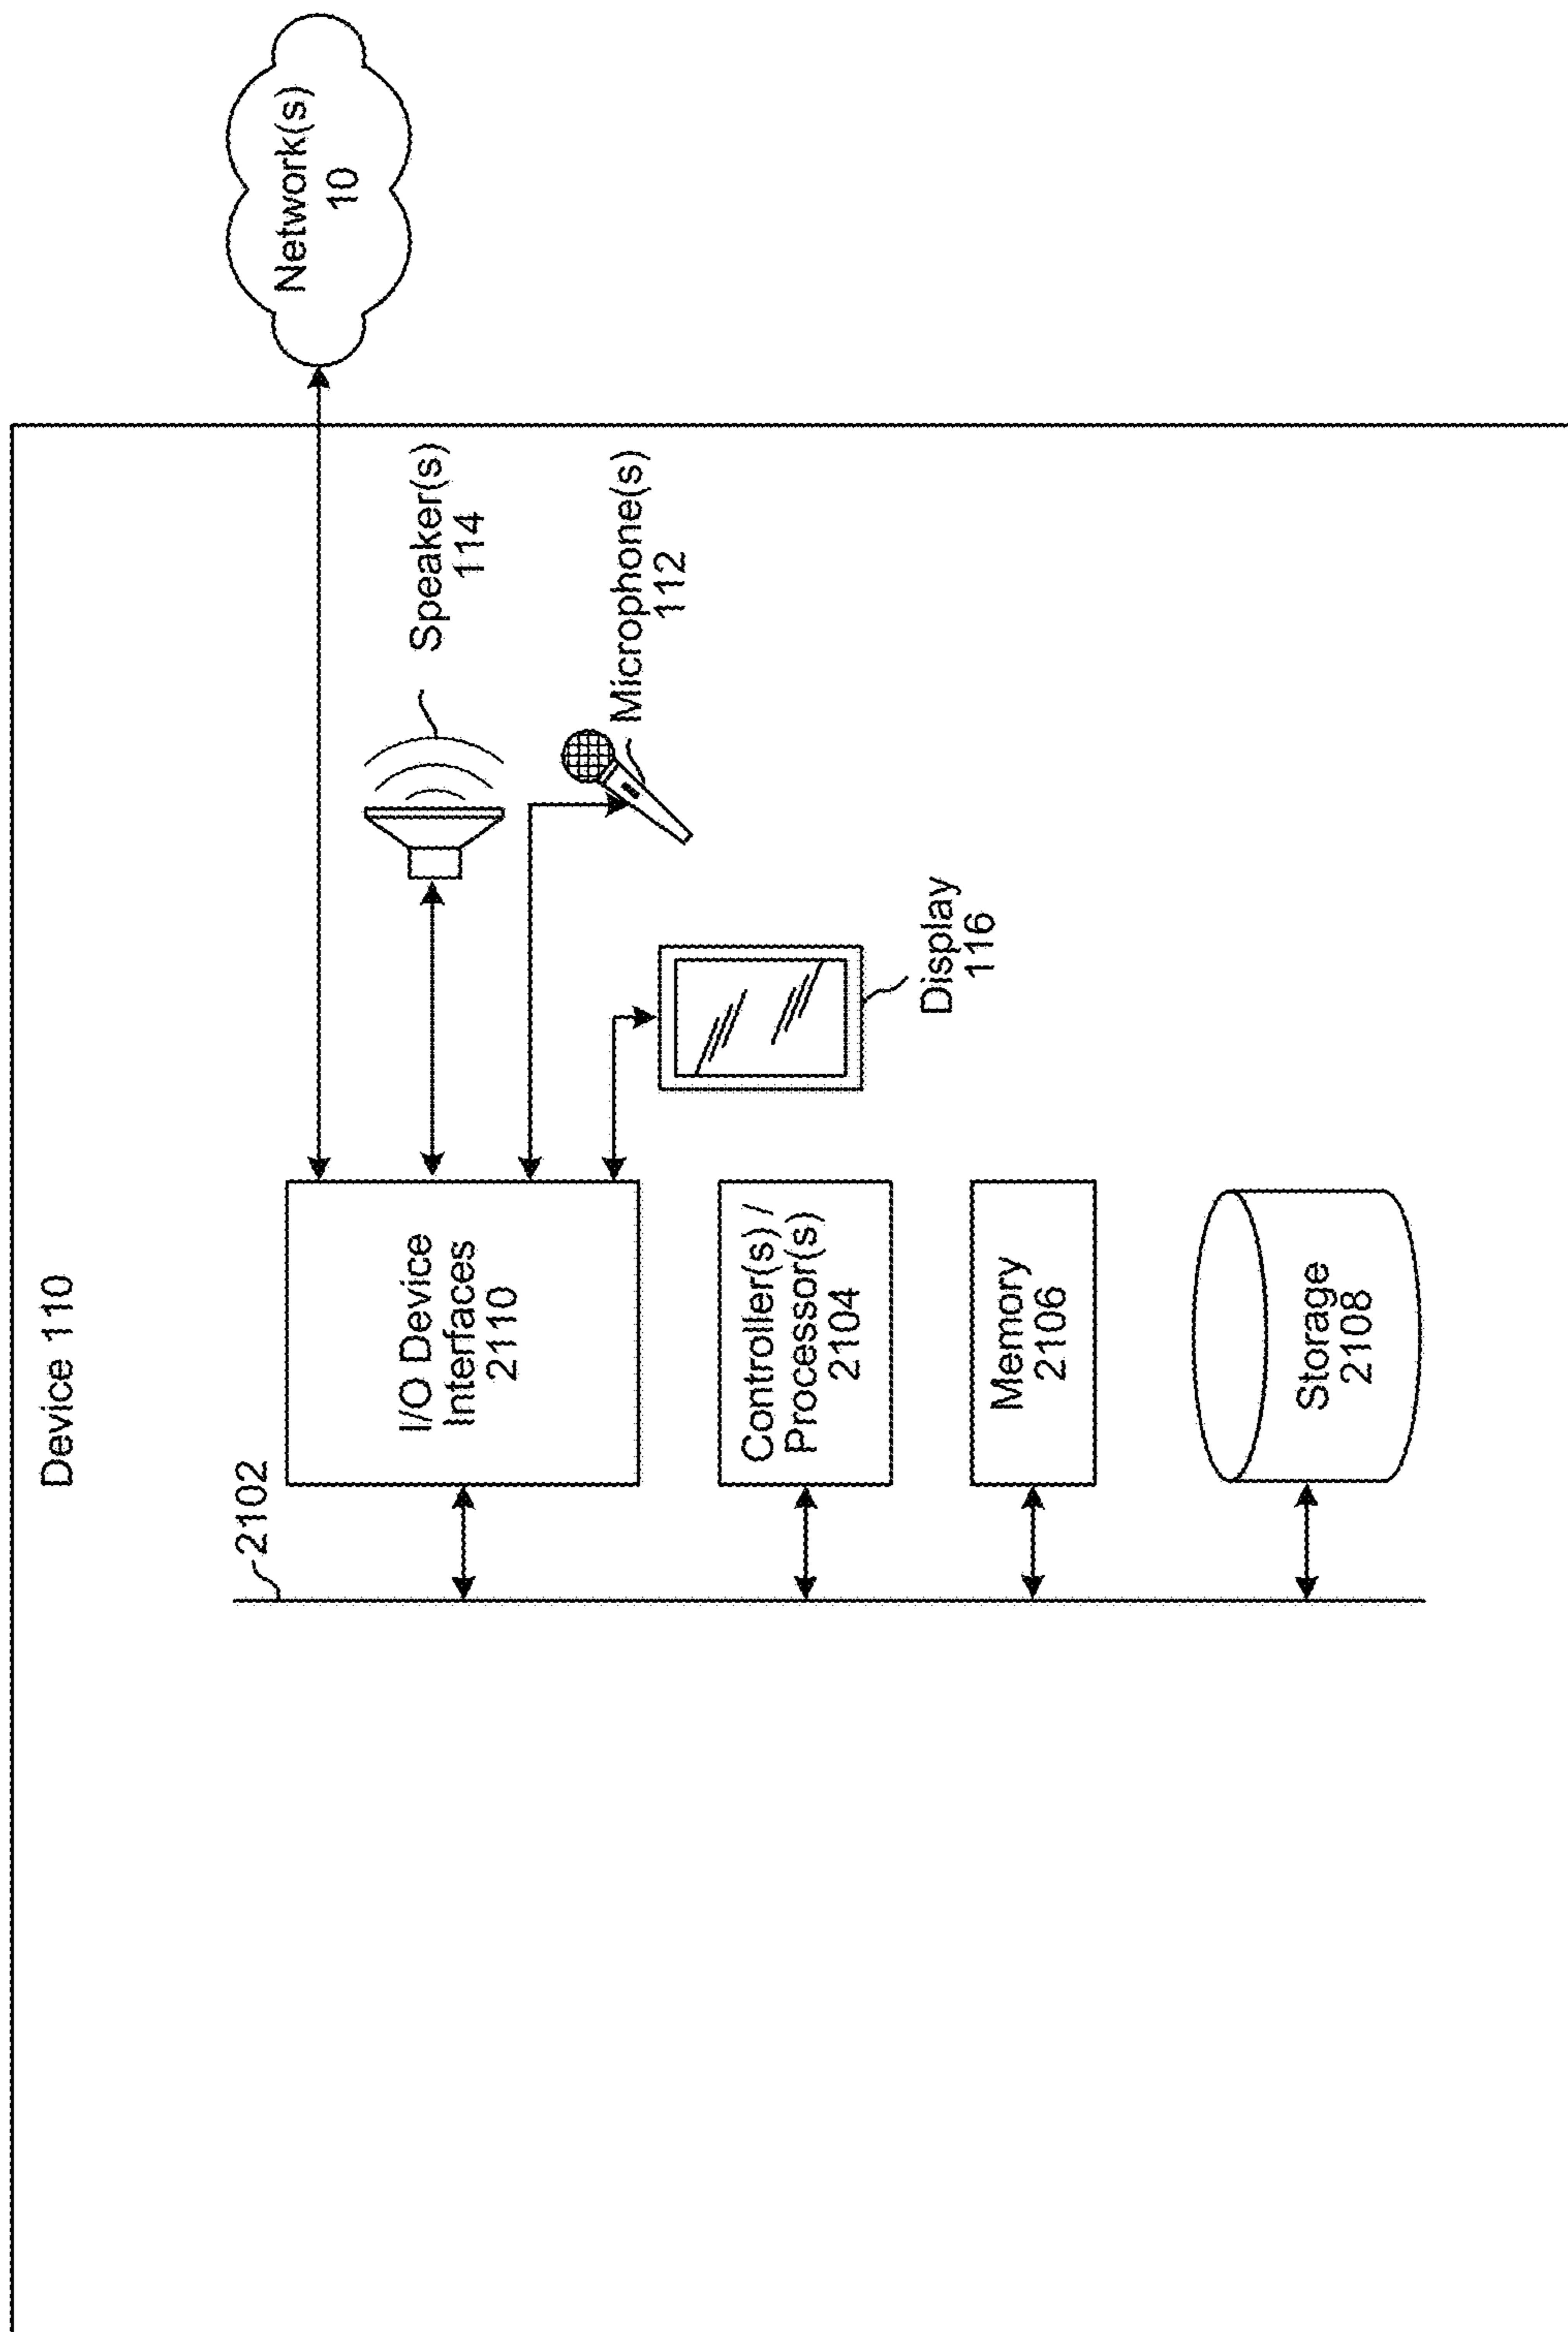 Device 110
2102
I/O Device
Interfaces
2110
Network(s)
10
Speaker(s)
114
Microphone(s)
112
Display
116
Controller(s) /
Processor(s)
2104
Memory
2106
Storage
2108